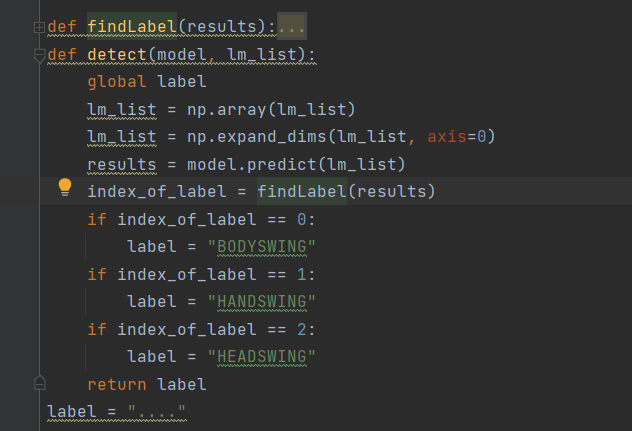 def findLabel(results):...
def detect(model, lm_list):
    global label
    lm_list = np.array(lm_list)
    lm_list = np.expand_dims(lm_list, axis=0)
    results = model.predict(lm_list)
    index_of_label = findLabel(results)
    if index_of_label == 0:
        label = "BODYSWING"
    if index_of_label == 1:
        label = "HANDSWING"
    if index_of_label == 2:
        label = "HEADSWING"
    return label
label = "...."